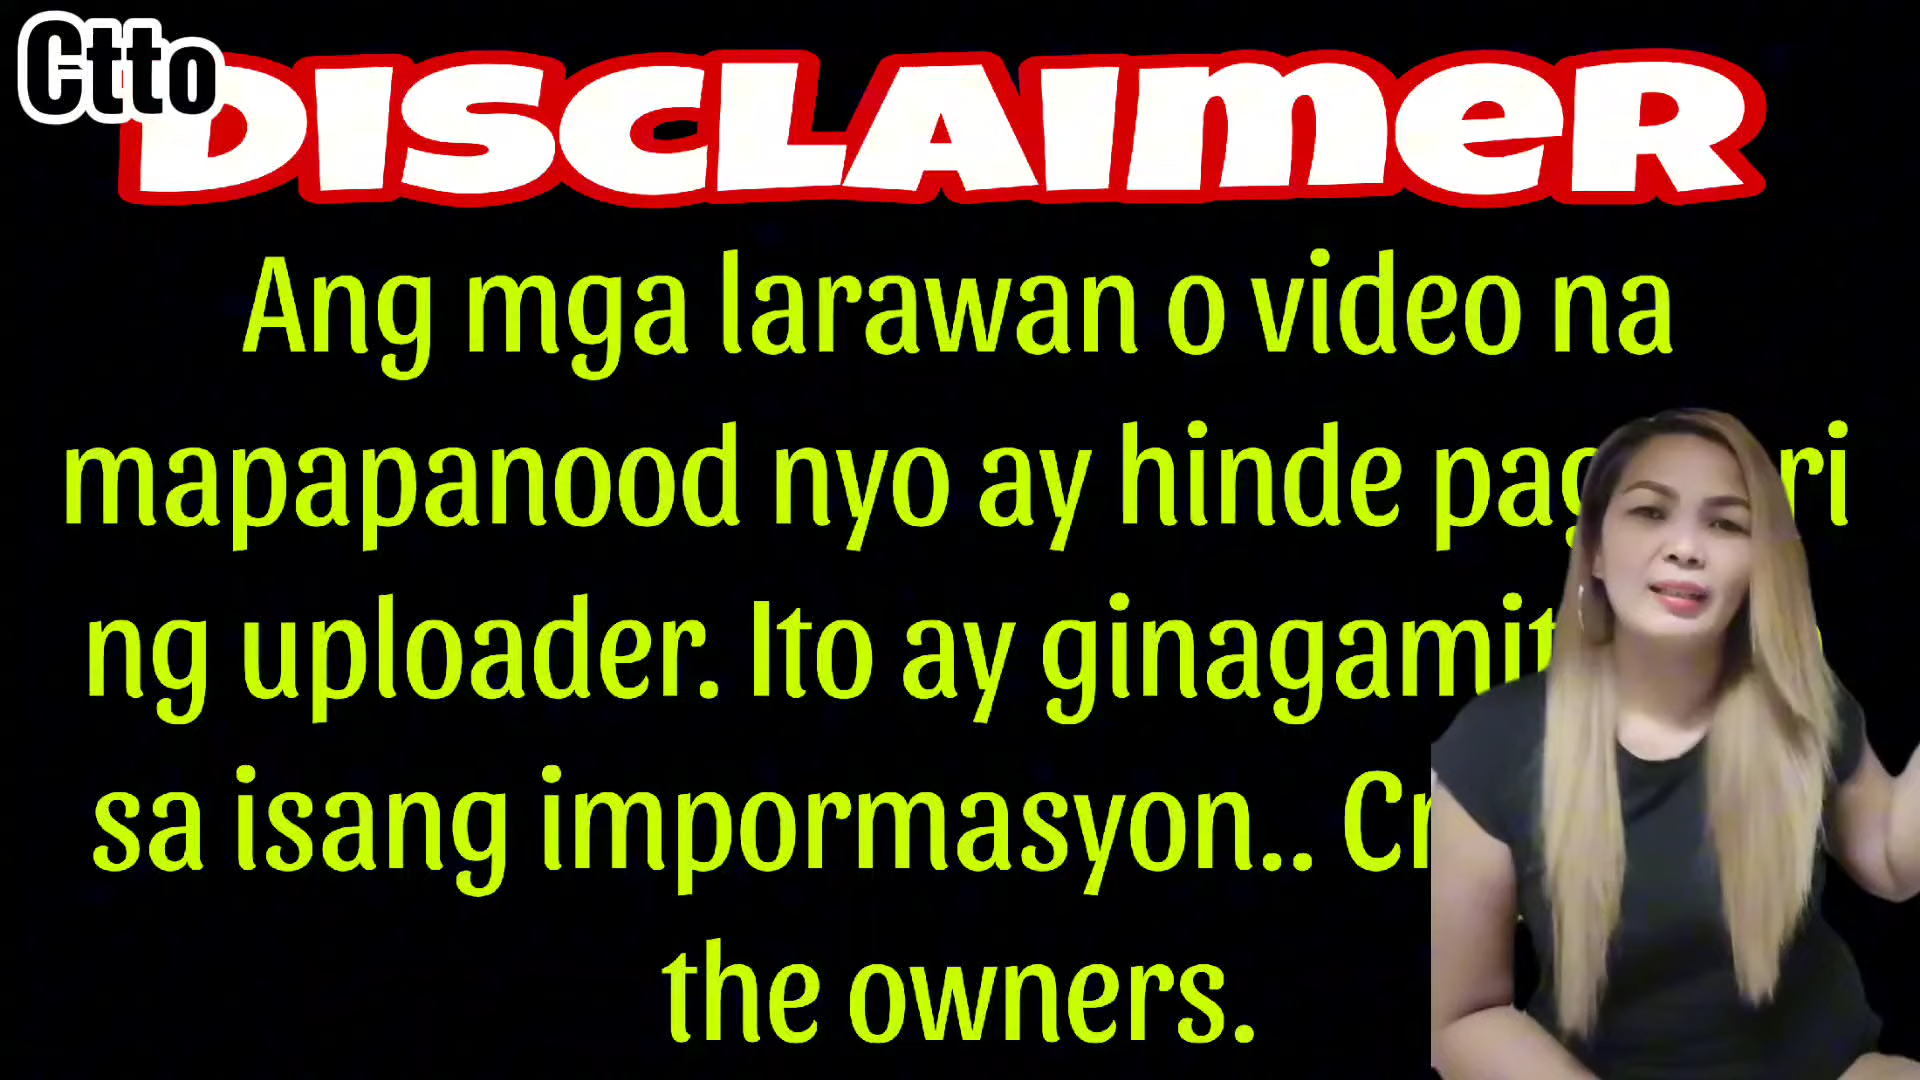 Ctto
DISCLAIMER
Ang mga larawan o video na
mapapanood nyo ay hinde
ng uploader. Ito ay
sa isang impormasyon..
the owners.